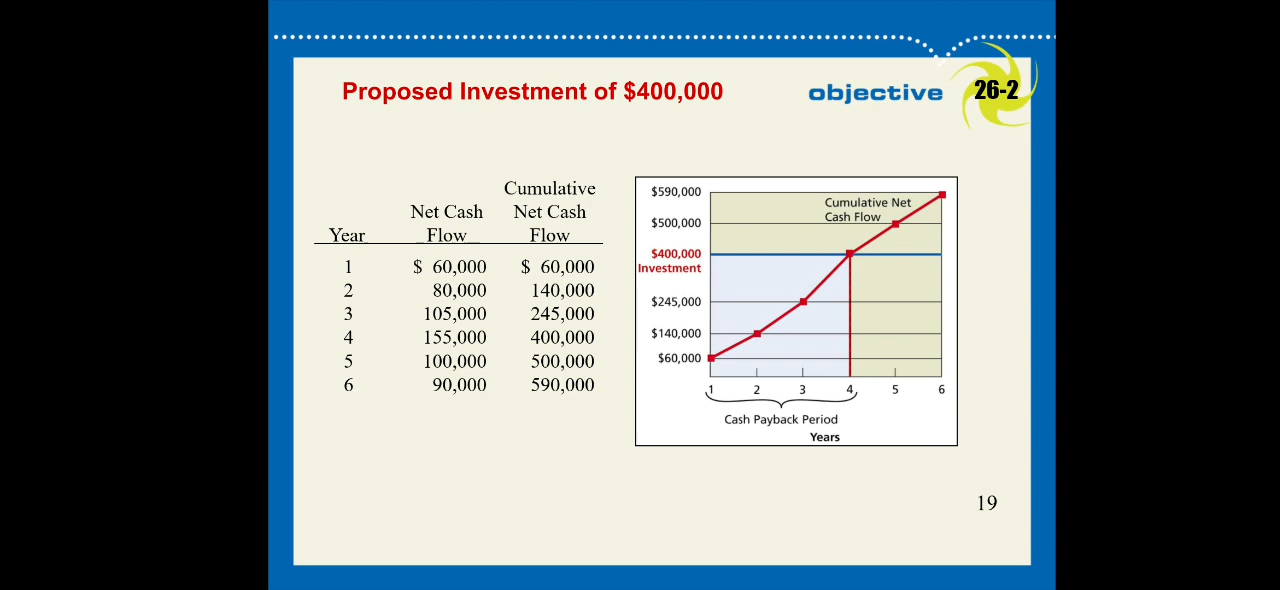 Proposed Investment of $400,000
objective 26-2
Cumulative
Net Cash Net Cash
Year Flow Flow
1 $ 60,000 $ 60,000
2 80,000 140,000
3 105,000 245,000
4 155,000 400,000
5 100,000 500,000
6 90,000 590,000
$590,000
$500,000
$400,000
Investment
$245,000
$140,000
$60,000
Cumulative Net
Cash Flow
1 2 3 4 5 6
Cash Payback Period
Years
19